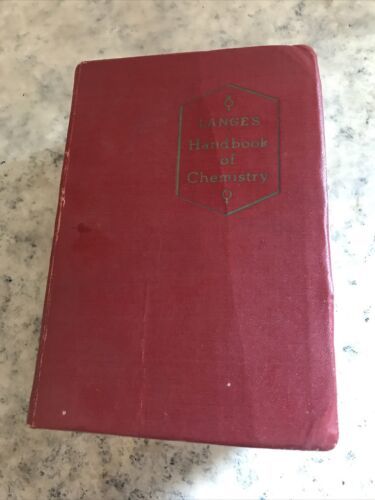 LANGE'S
Handbook
of
Chemistry